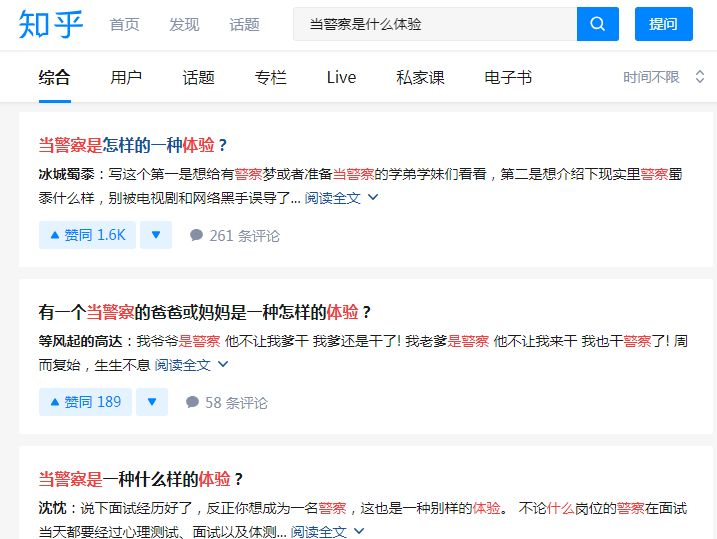 知乎 首页 发现 话题 当警察是什么体验 提问
综合 用户 话题 专栏 Live 私家课 电子书 时间不限
当警察是怎样的一种体验？
冰城蜀黍：写这个第一是想给有警察梦或者准备当警察的学弟学妹们看看，第二是想介绍下现实里警察蜀
黍什么样，别被电视剧和网络黑手误导了... 阅读全文
赞同 1.6K 261 条评论
有一个当警察的爸爸或妈妈是一种怎样的体验？
等风起的高达：我爷爷是警察 他不让我爹干 我爹还是干了! 我老爹是警察 他不让我来干 我也干警察了! 周
而复始，生生不息 阅读全文
赞同 189 58 条评论
当警察是一种什么样的体验？
沈忱：说下面试经历好了，反正你想成为一名警察，这也是一种别样的体验。 不论什么岗位的警察在面试
当天都要经过心理测试、面试以及体测... 阅读全文